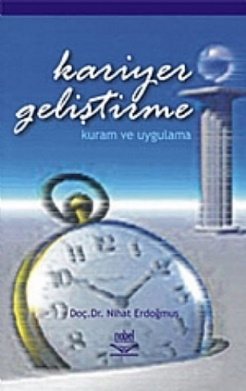 kariyer
geliştirme
kuram ve uygulama
Doç.Dr. Nihat Erdoğmuş
nobel